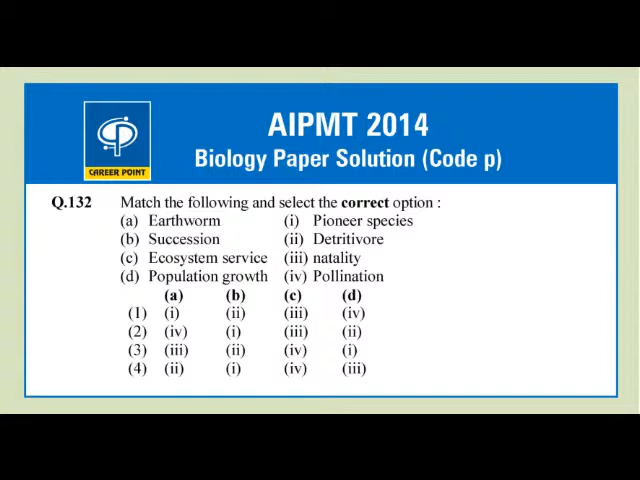 AIPMT 2014
Biology Paper Solution (Code p)
CAREER POINT
Q.132 Match the following and select the correct option :
(a) Earthworm (i) Pioneer species
(b) Succession (ii) Detritivore
(c) Ecosystem service (iii) natality
(d) Population growth (iv) Pollination
(a) (b) (c) (d)
(1) (i) (ii) (iii) (iv)
(2) (iv) (i) (iii) (ii)
(3) (iii) (ii) (iv) (i)
(4) (ii) (i) (iv) (iii)